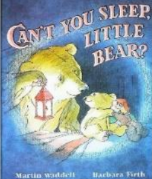 CAN'T YOU SLEEP,
LITTLE
BEAR?
Martin Waddell Barbara Firth